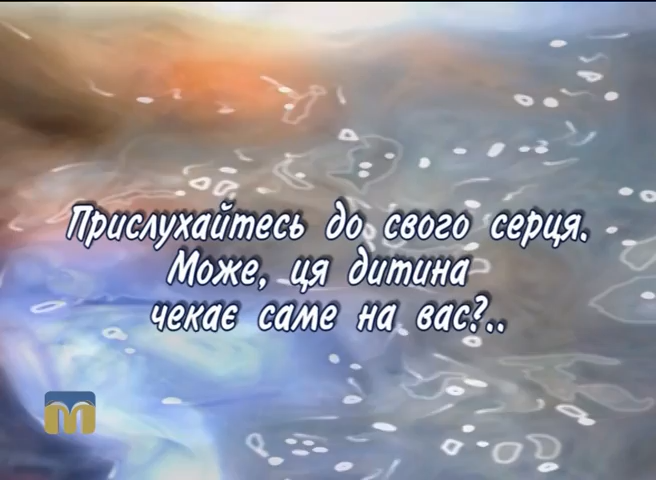 Прислухайтесь до свого серця.
Може, ця дитина
чекає саме на вас?..
м